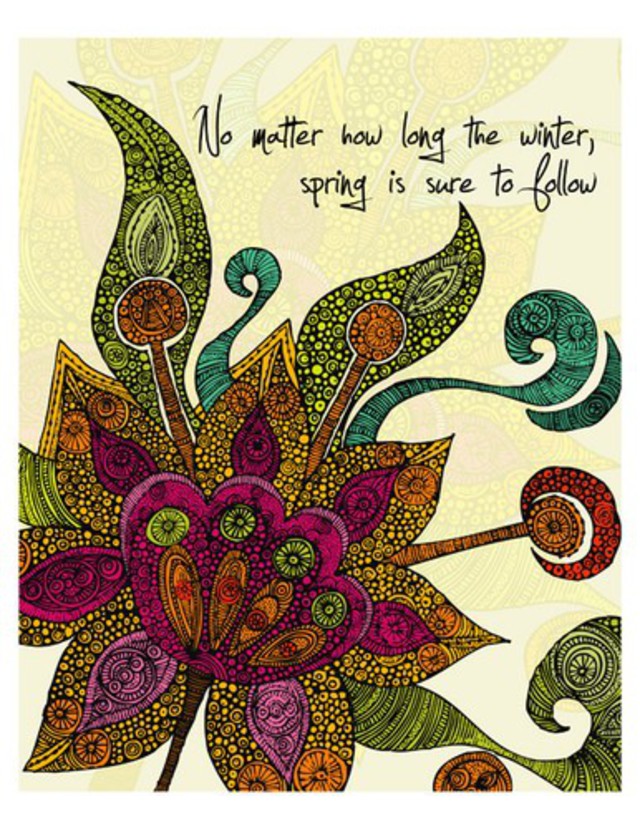 No matter how long the winter,
spring is sure to follow